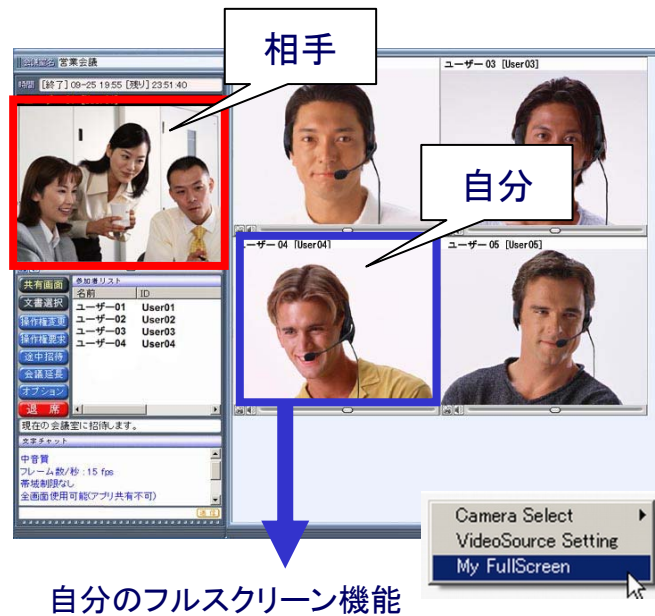 相手
会議室名 営業会議
時間 [終了] 09-25 19:55 [残り] 23:51:40
ユーザー 03 [User03]
自分
ユーザー 04 [User04]
ユーザー 05 [User05]
共有画面
文書選択
操作権変更
操作権要求
途中招待
会議延長
オプション
退 席
参加者リスト
名前 ID
ユーザー01 User01
ユーザー02 User02
ユーザー03 User03
ユーザー04 User04
現在の会議室に招待します。
文字チャット
中音質
フレーム数/秒 : 15 fps
帯域制限なし
全画面使用可能(アプリ共有不可)
送信
Camera Select
VideoSource Setting
My FullScreen
自分のフルスクリーン機能